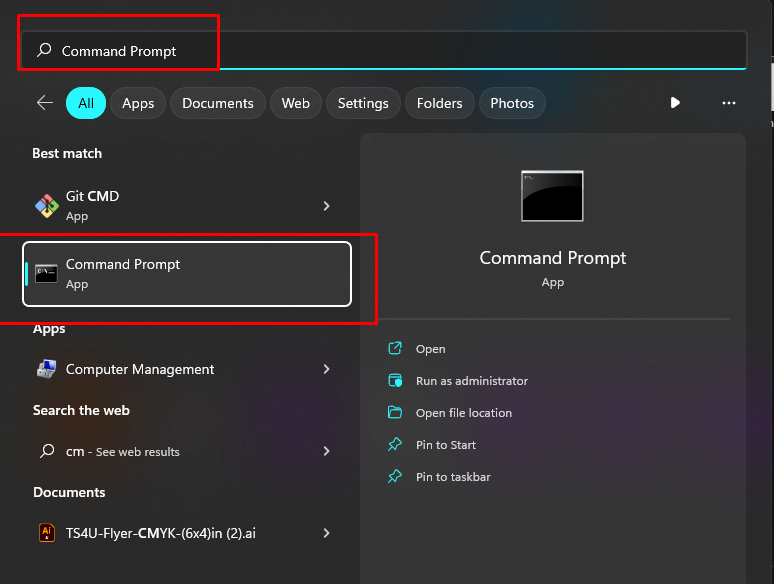 Command Prompt
All Apps Documents Web Settings Folders Photos
Best match
Git CMD
App
Command Prompt
App
Apps
Computer Management
Search the web
cm - See web results
Documents
TS4U-Flyer-CMYK-(6x4)in (2).ai
Command Prompt
App
Open
Run as administrator
Open file location
Pin to Start
Pin to taskbar